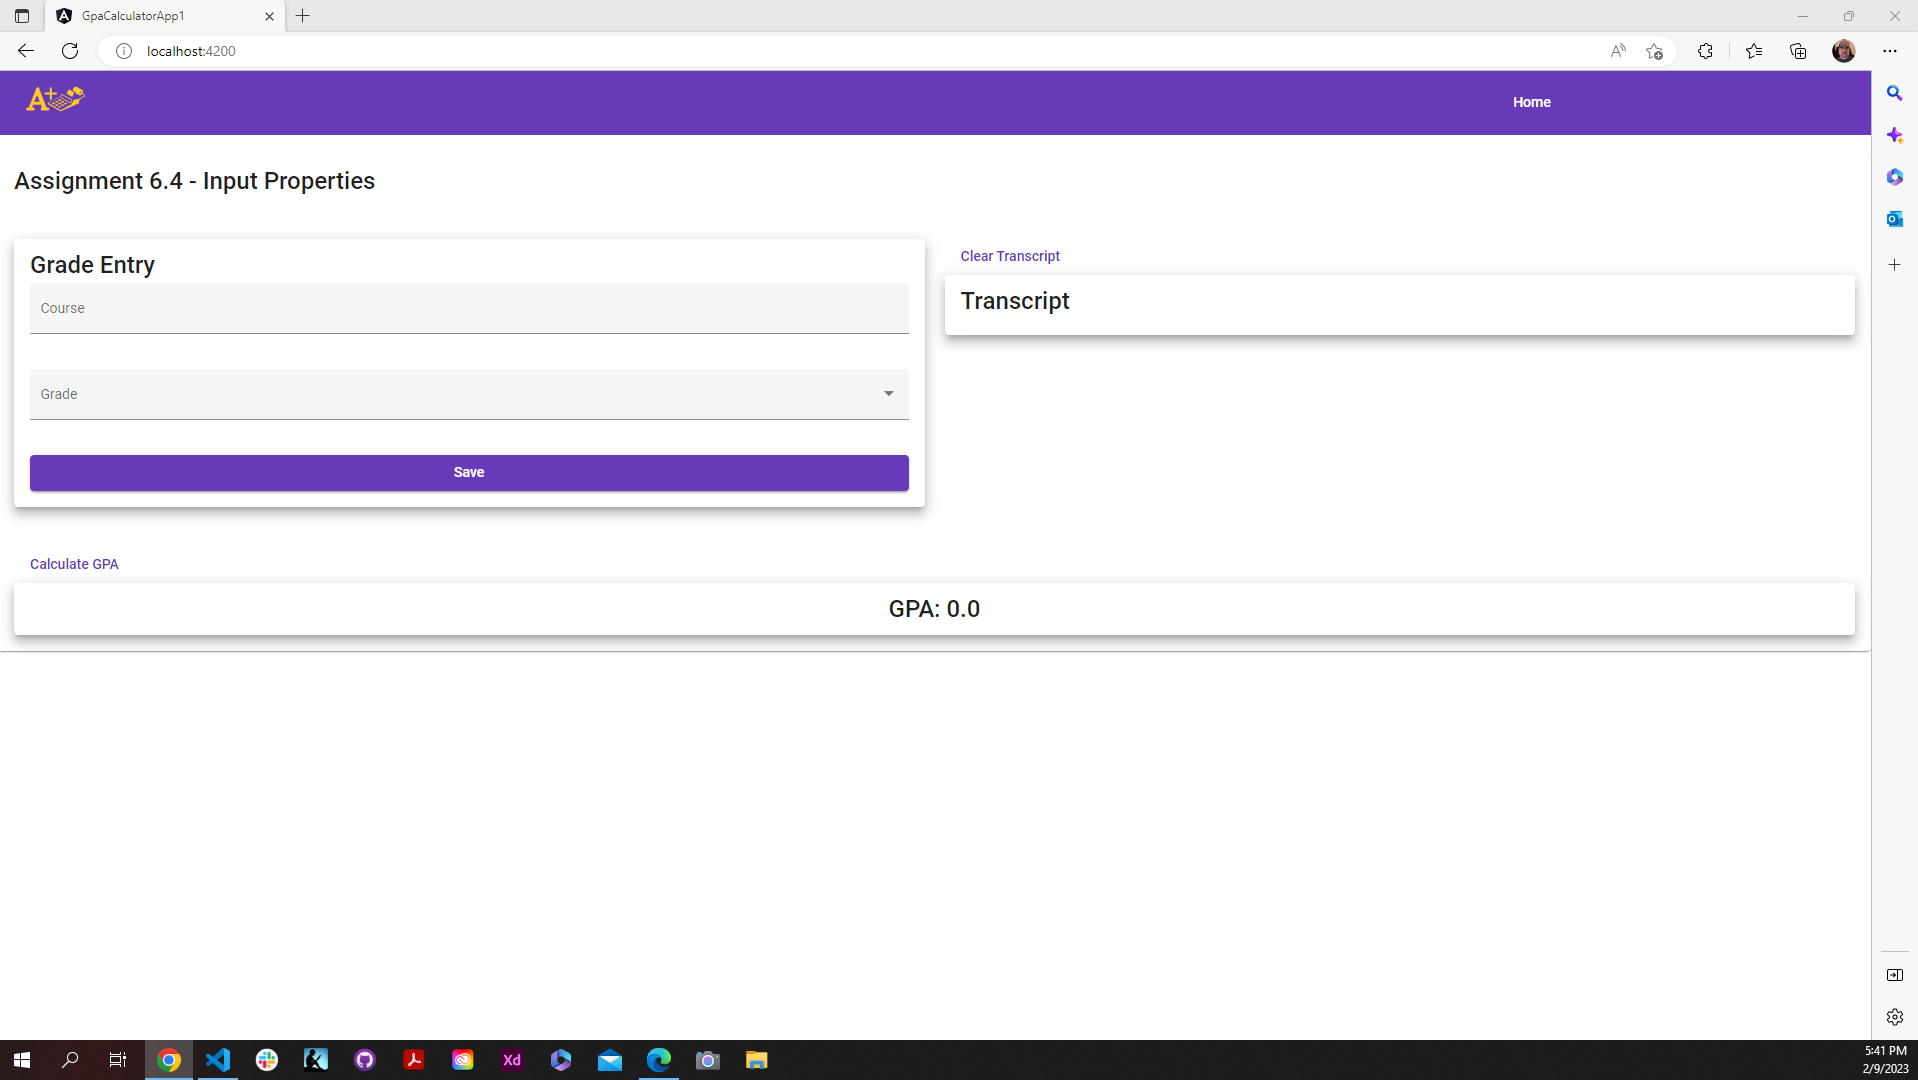 GpaCalculatorApp1
localhost:4200
A+
Home
Assignment 6.4 - Input Properties
Grade Entry
Course
Grade
Save
Clear Transcript
Transcript
Calculate GPA
GPA: 0.0
Xd
5:41 PM
2/9/2023